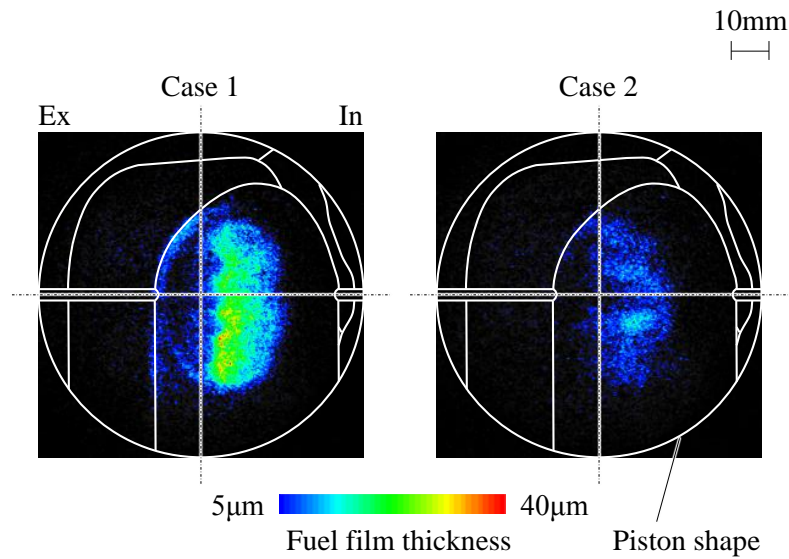 10mm
Case 1
Case 2
Ex
In
5μm
40μm
Fuel film thickness
Piston shape